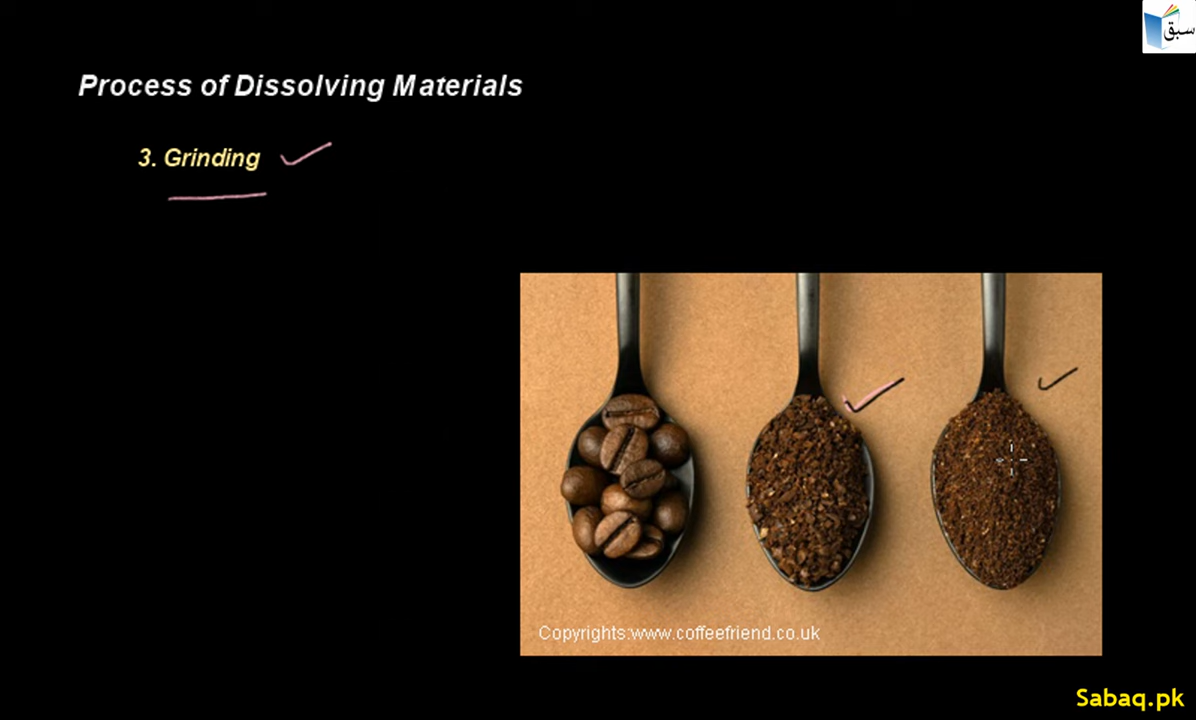 سبق
Process of Dissolving Materials
3. Grinding
Copyrights:www.coffeefriend.co.uk
Sabaq.pk